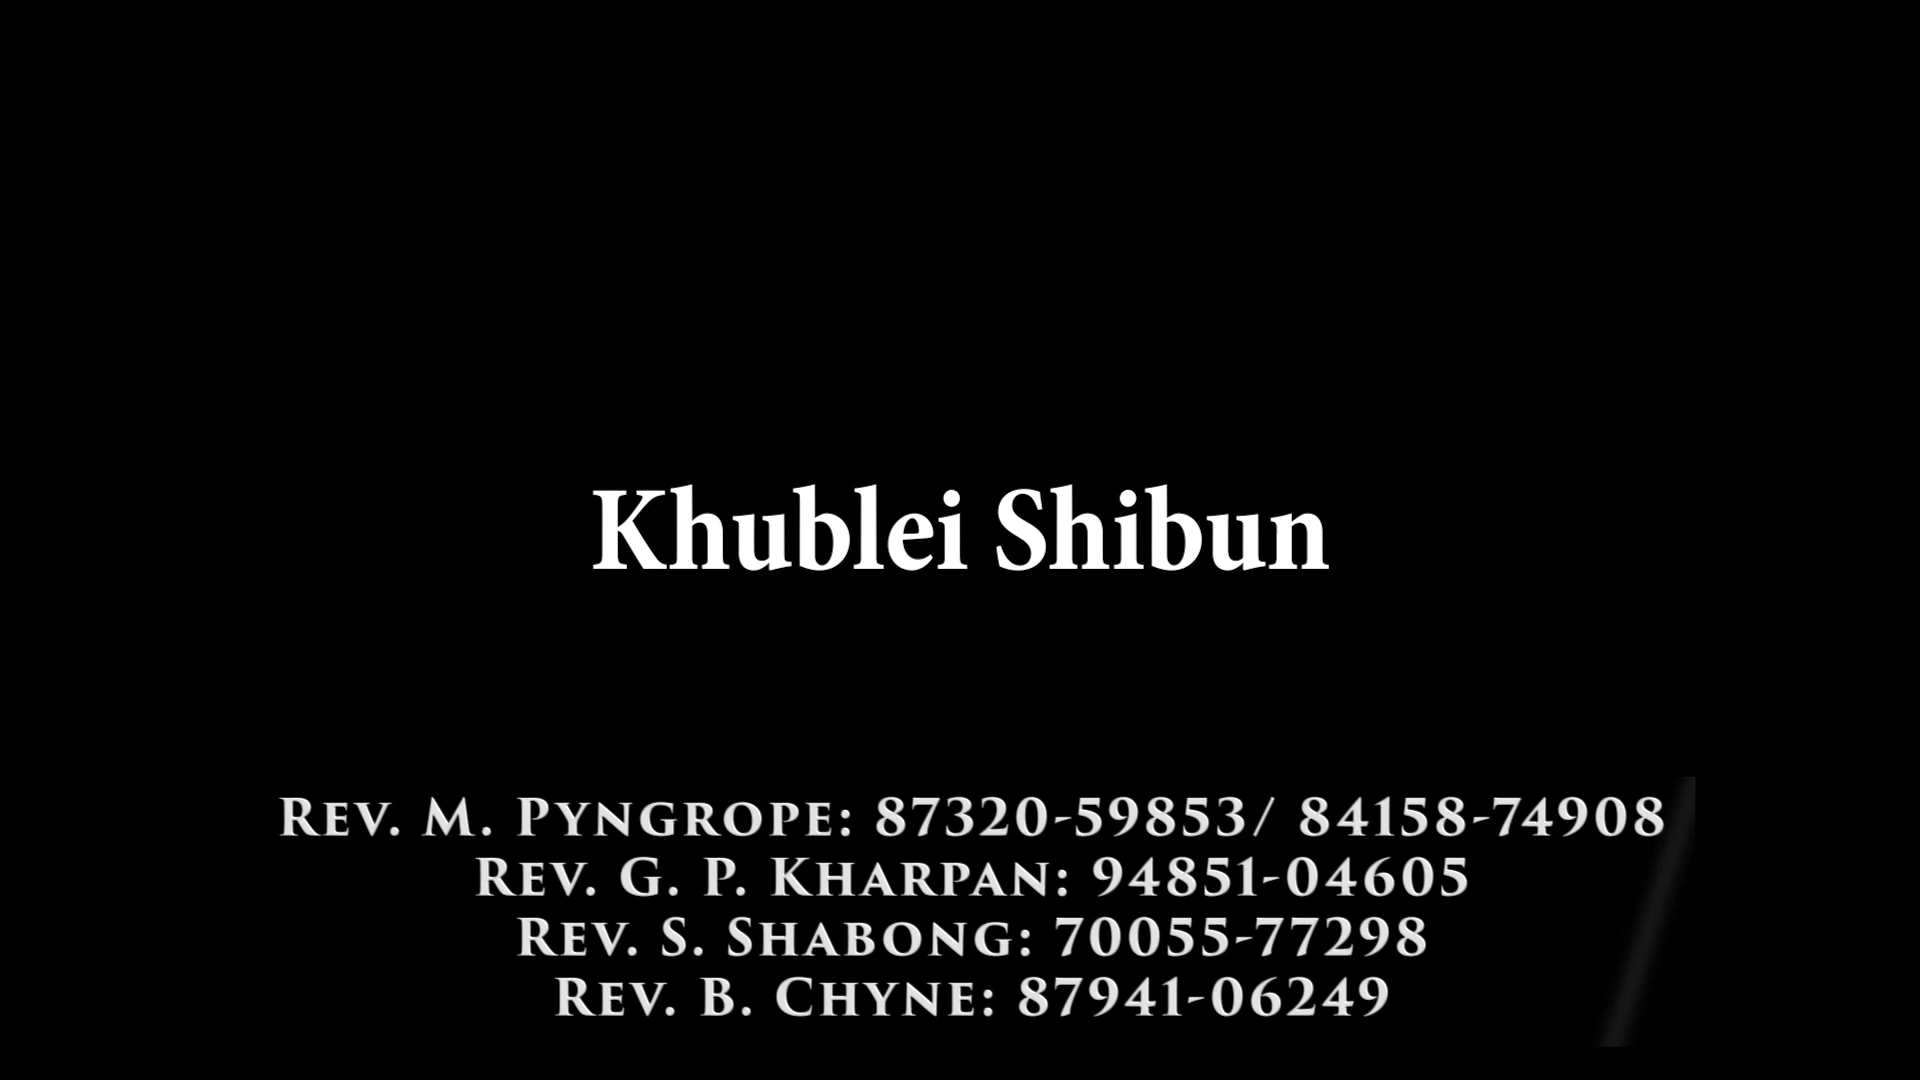 Khublei Shibun
Rev. M. Pyngrope: 87320-59853/ 84158-74908
Rev. G. P. Kharpan: 94851-04605
Rev. S. Shabong: 70055-77298
Rev. B. Chyne: 87941-06249